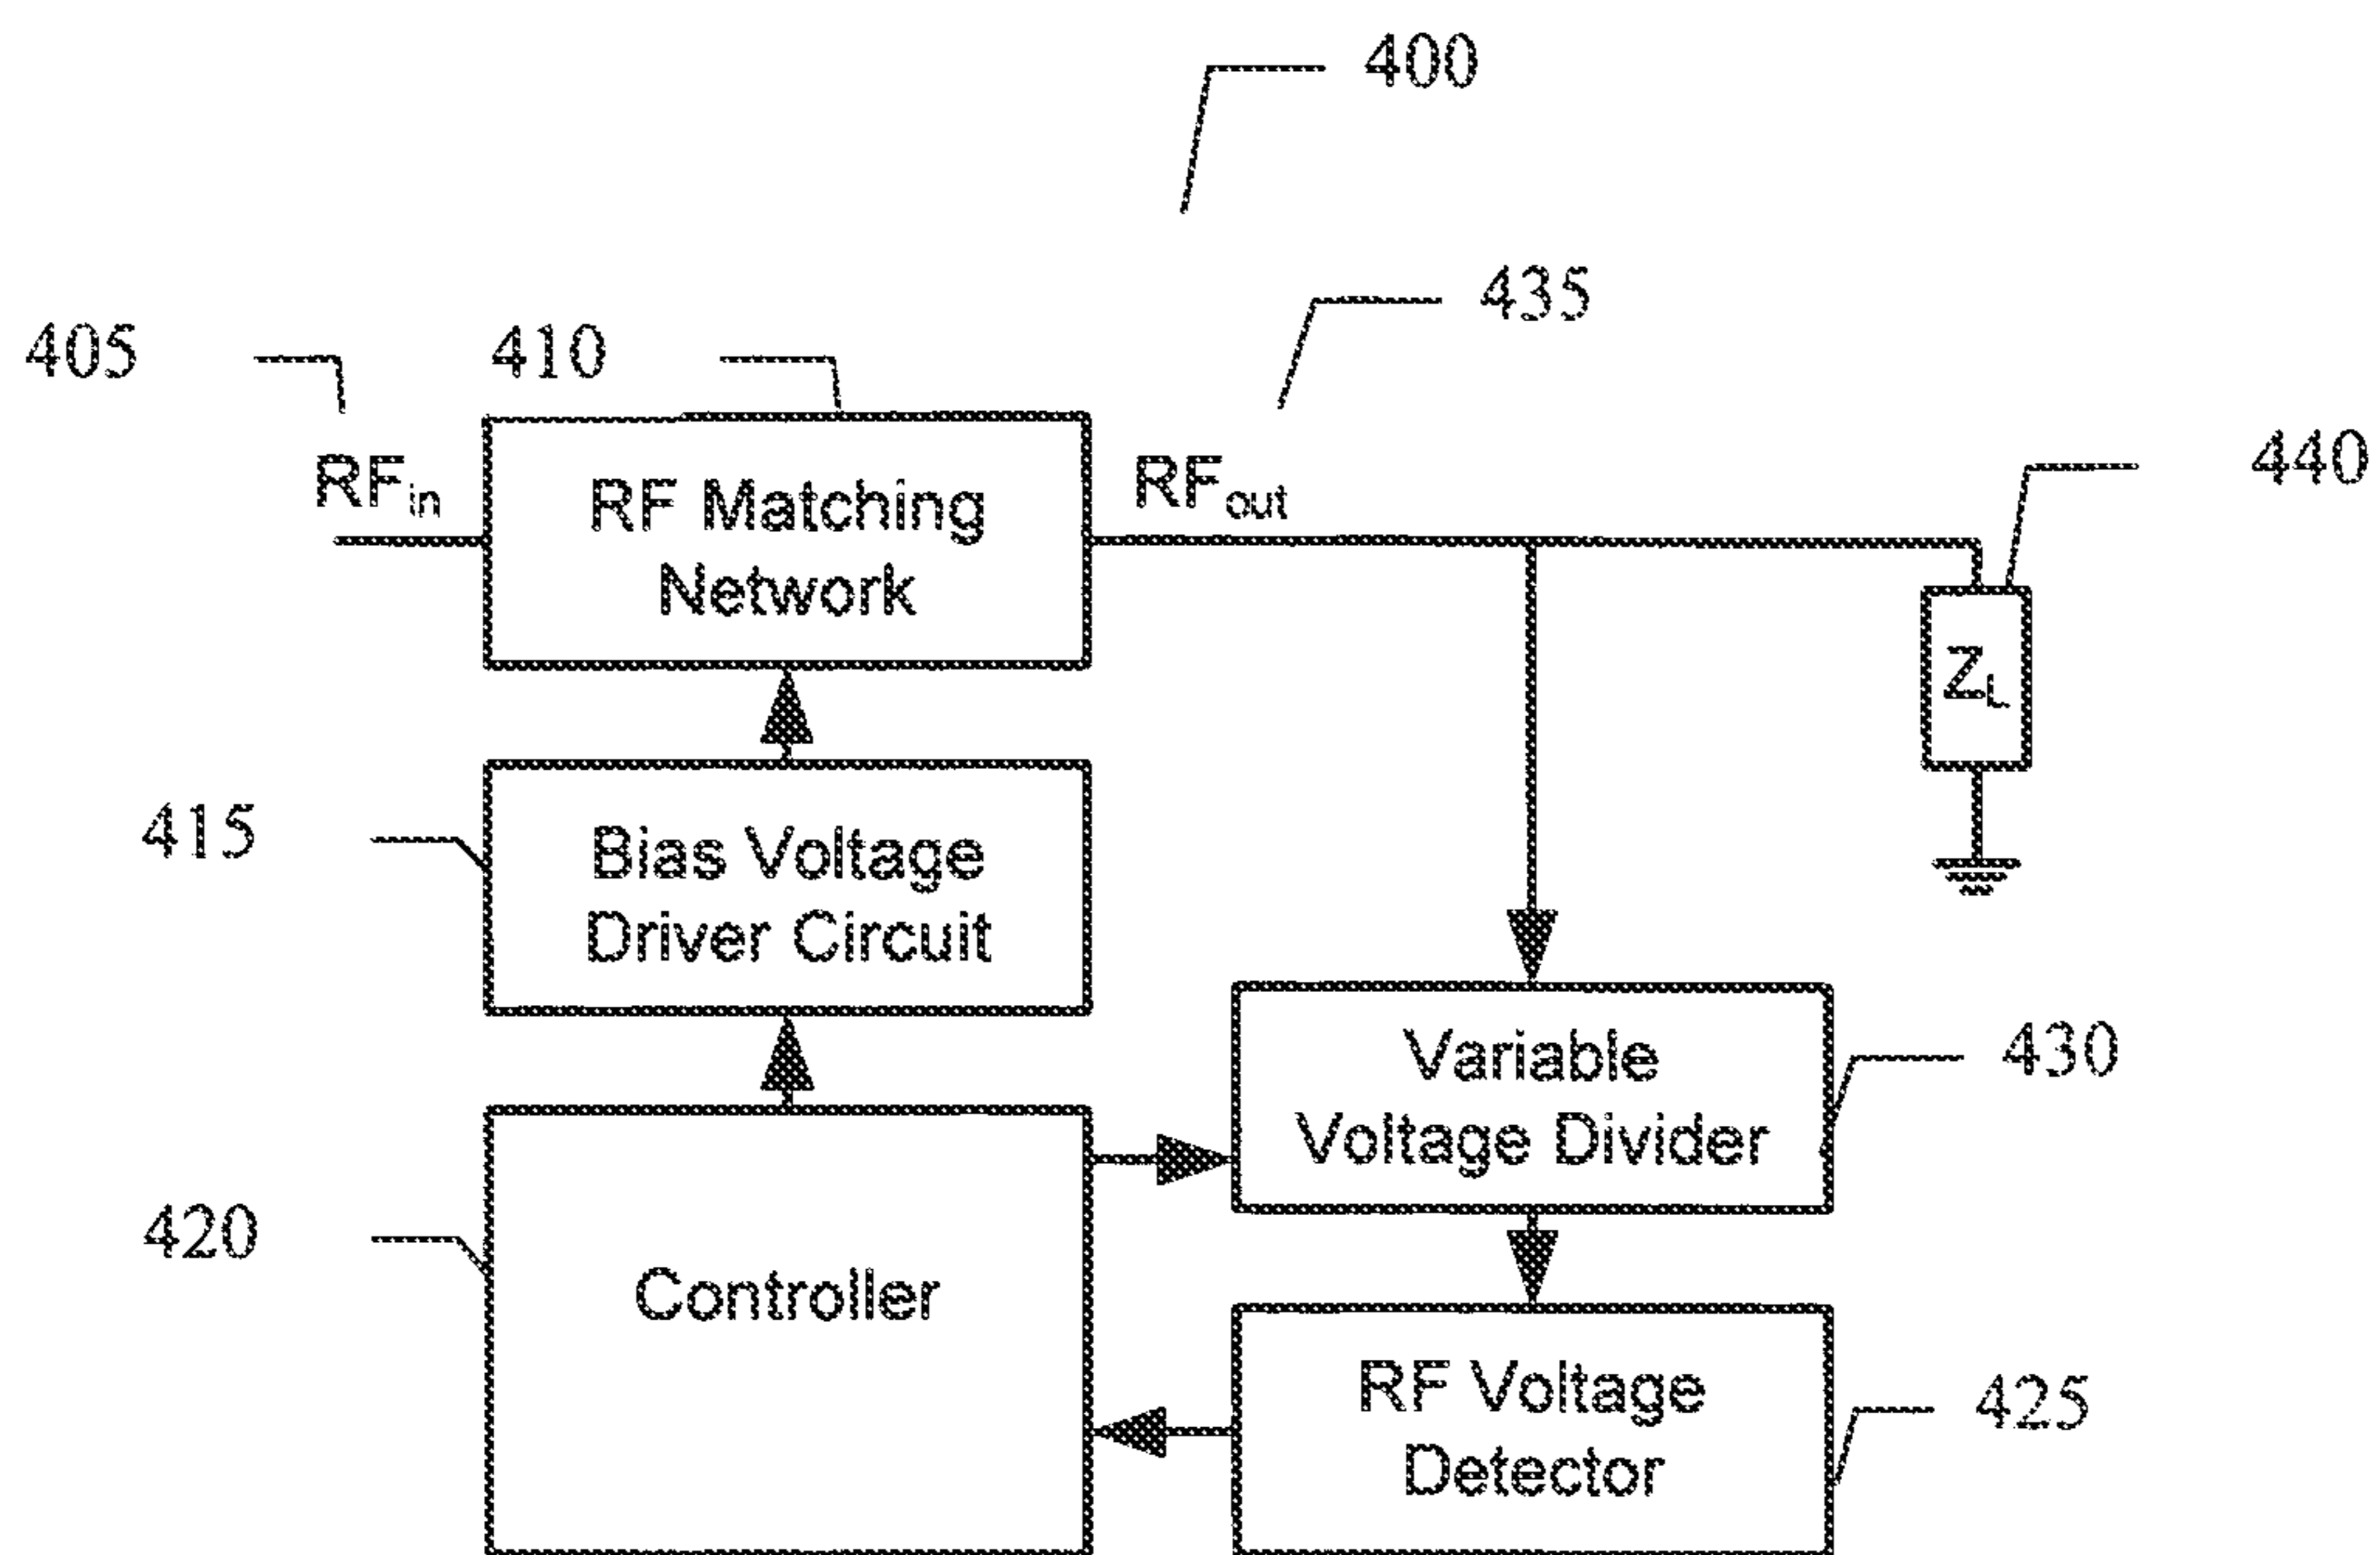 400
435
405
410
440
RFin
RF Matching
Network
RFout
ZL
415
Bias Voltage
Driver Circuit
Variable
Voltage Divider
430
420
Controller
RF Voltage
Detector
425